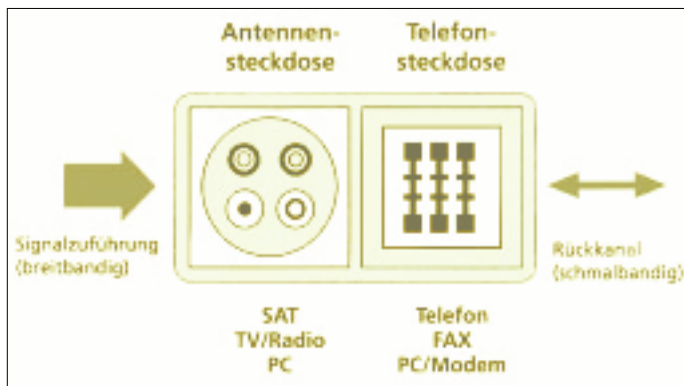 Antennen-
steckdose
Telefon-
steckdose
Signalzuführung
(breitbandig)
Rückkanal
(schmalbandig)
SAT
TV/Radio
PC
Telefon
FAX
PC/Modem